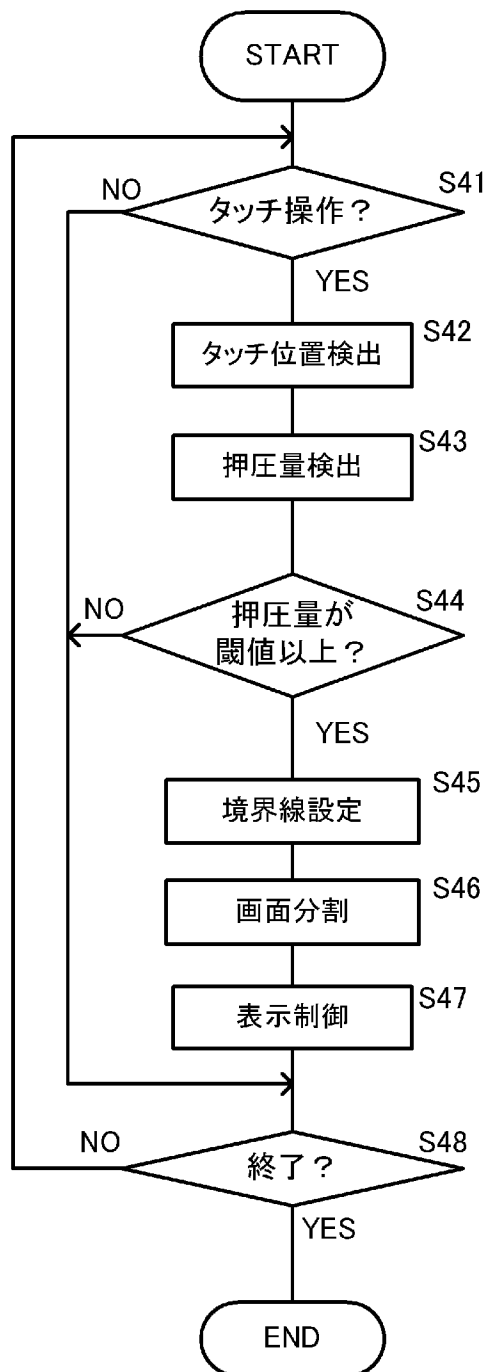 START
NO
タッチ操作？
S41
YES
タッチ位置検出
S42
押圧量検出
S43
NO
押圧量が
閾値以上？
S44
YES
境界線設定
S45
画面分割
S46
表示制御
S47
NO
終了？
S48
YES
END